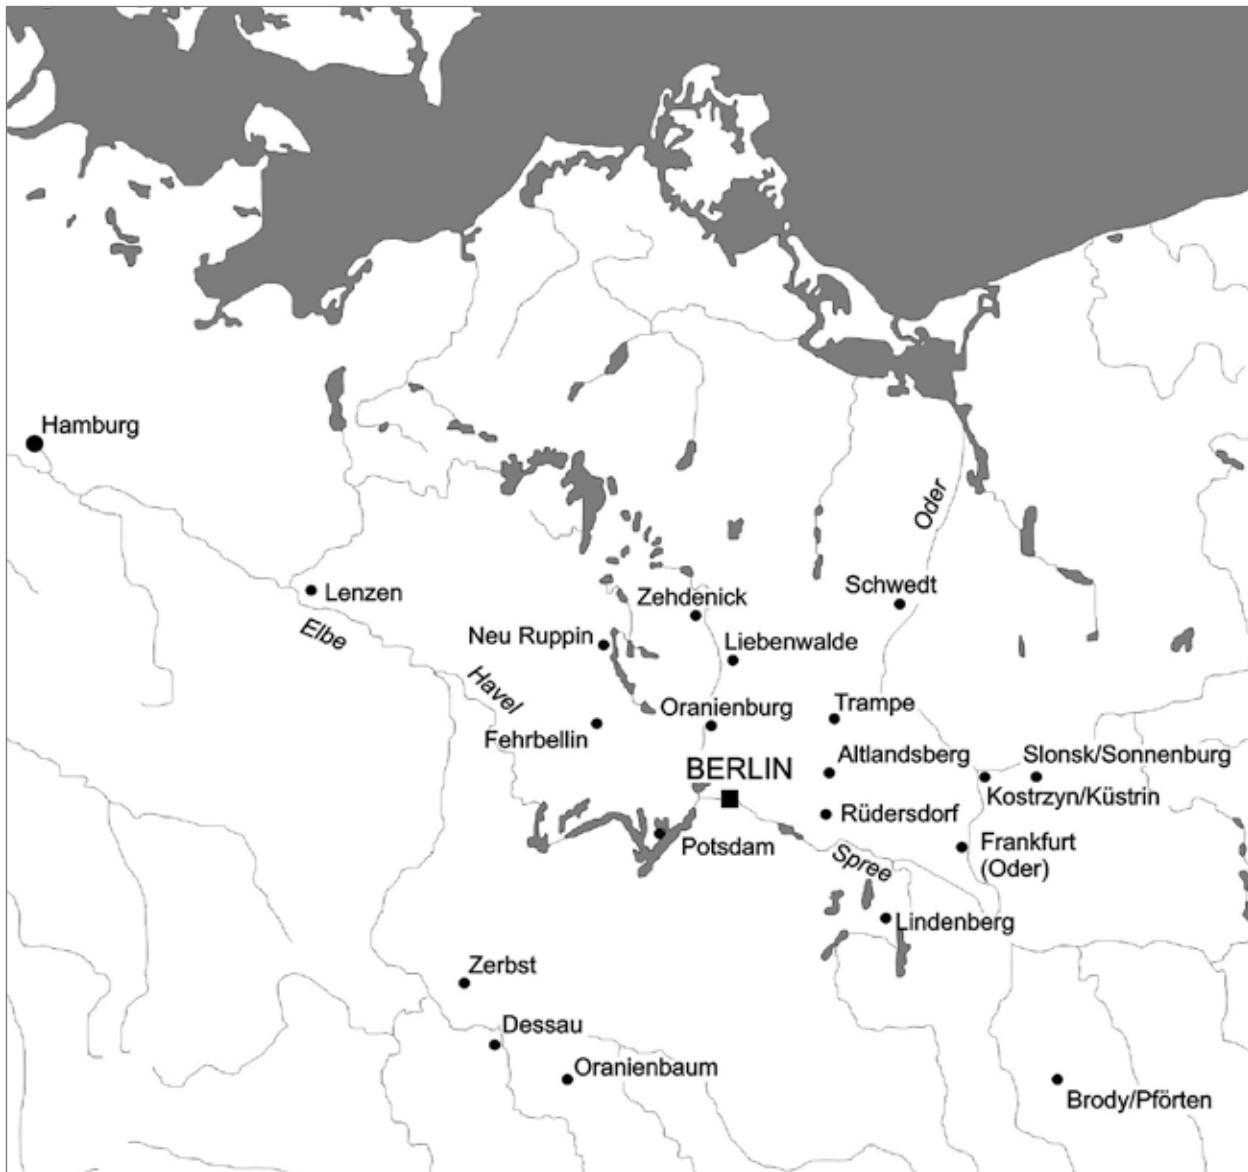 Hamburg
Oder
Lenzen
Zehdenick
Schwedt
Elbe
Neu Ruppin
Liebenwalde
Havel
Oranienburg
Trampe
Fehrbellin
Altlandsberg
Slonsk/Sonnenburg
BERLIN
Kostrzyn/Küstrin
Rüdersdorf
Potsdam
Spree
Frankfurt
(Oder)
Lindenberg
Zerbst
Dessau
Oranienbaum
Brody/Pförten